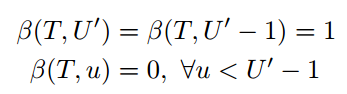 β(T, U′) = β(T, U′ − 1) = 1
β(T, u) = 0, ∀u < U′ − 1